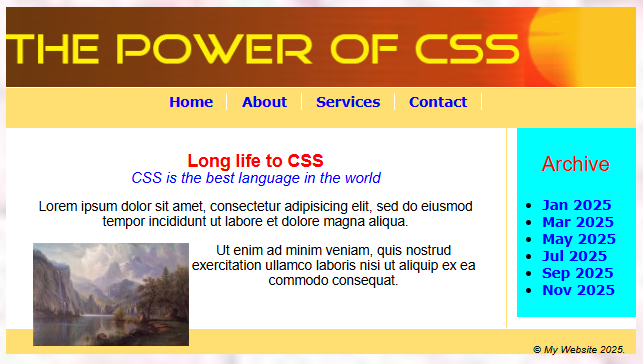 THE POWER OF CSS
Home About Services Contact
Long life to CSS
CSS is the best language in the world
Lorem ipsum dolor sit amet, consectetur adipisicing elit, sed do eiusmod
tempor incididunt ut labore et dolore magna aliqua.
Ut enim ad minim veniam, quis nostrud
exercitation ullamco laboris nisi ut aliquip ex ea
commodo consequat.
Archive
Jan 2025
Mar 2025
May 2025
Jul 2025
Sep 2025
Nov 2025
© My Website 2025.